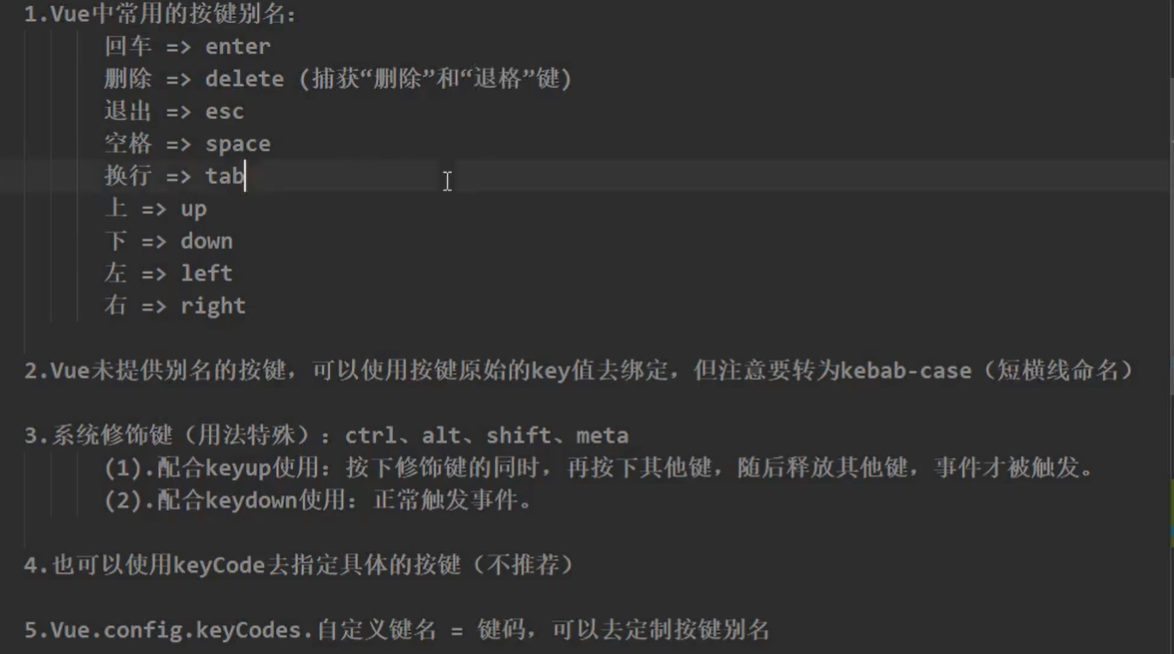 1.Vue中常用的按键别名:
回车 => enter
删除 => delete (捕获“删除”和“退格”键)
退出 => esc
空格 => space
换行 => tab
上 => up
下 => down
左 => left
右 => right
2.Vue未提供别名的按键，可以使用按键原始的key值去绑定，但注意要转为kebab-case（短横线命名）
3.系统修饰键（用法特殊）：ctrl、alt、shift、meta
(1).配合keyup使用：按下修饰键的同时，再按下其他键，随后释放其他键，事件才被触发。
(2).配合keydown使用：正常触发事件。
4.也可以使用keyCode去指定具体的按键（不推荐）
5.Vue.config.keyCodes.自定义键名 = 键码，可以去定制按键别名